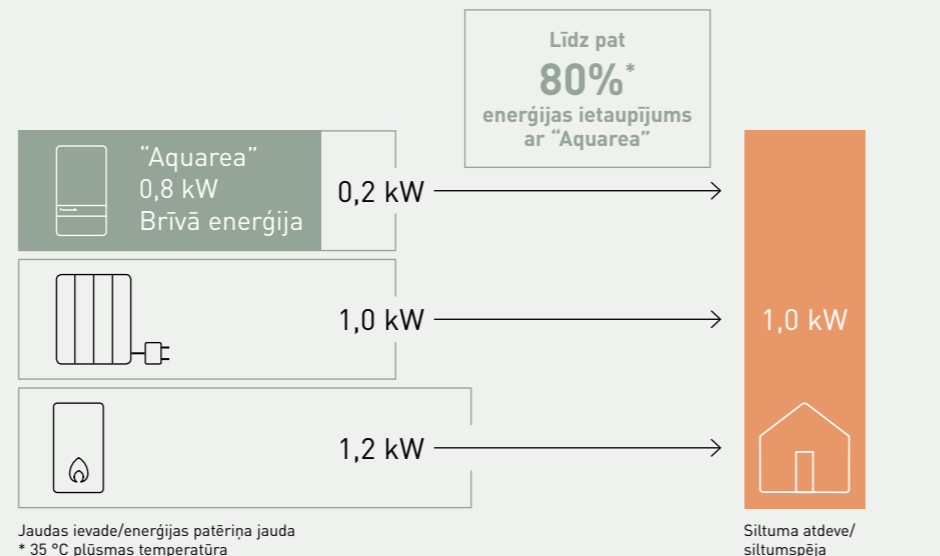 Līdz pat
80%*
enerģijas ietaupījums
ar “Aquarea”
“Aquarea”
0,8 kW
Brīvā enerģija
0,2 kW
1,0 kW
1,0 kW
1,2 kW
Jaudas ievade/enerģijas patēriņa jauda
* 35 °C plūsmas temperatūra
Siltuma atdeve/
siltumspēja